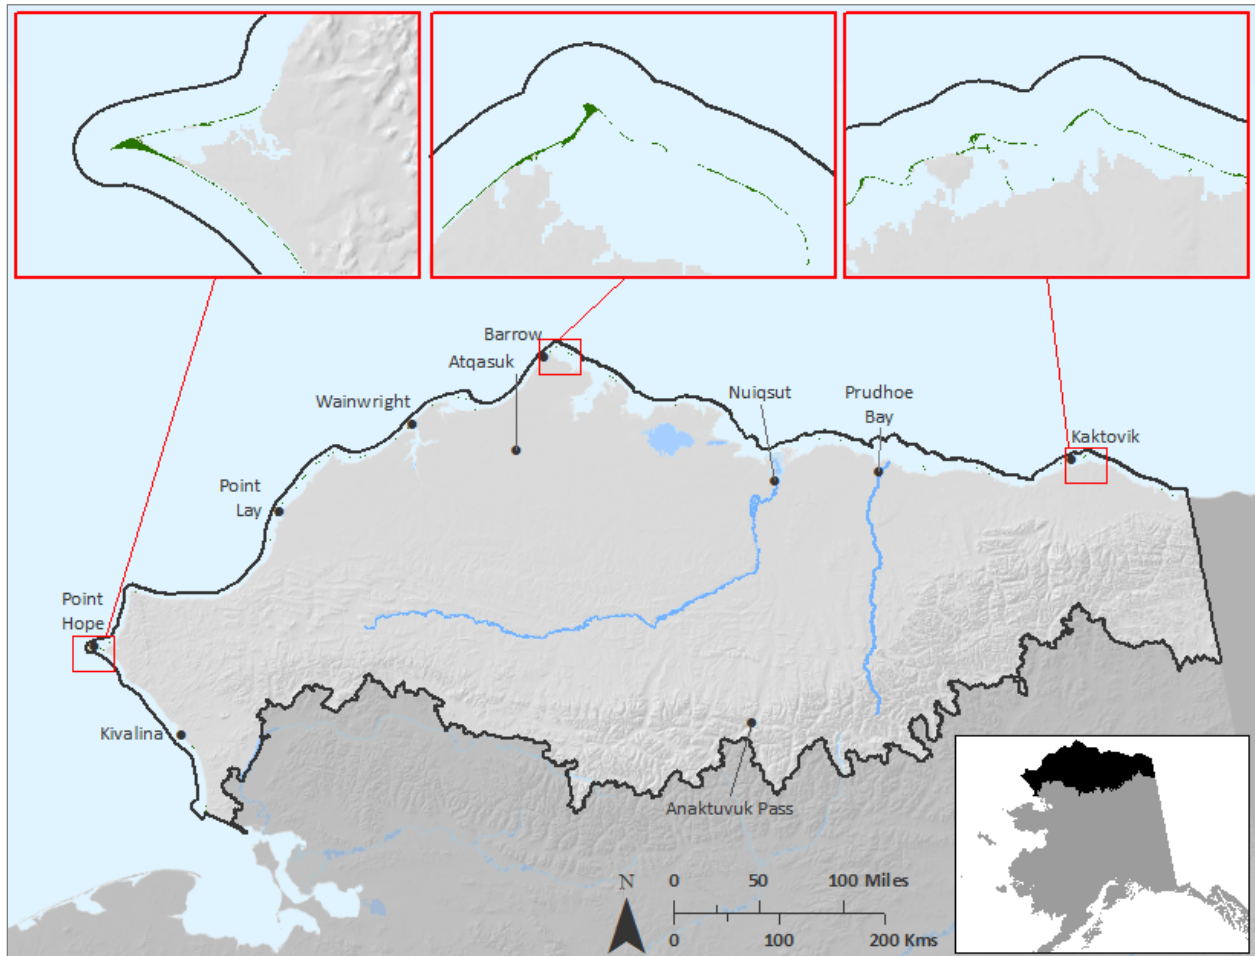 Barrow
Atqasuk
Wainwright
Nuiqsut
Prudhoe
Bay
Kaktovik
Point
Lay
Point
Hope
Kivalina
Anaktuvuk Pass
N
0 50 100 Miles
0 100 200 Kms